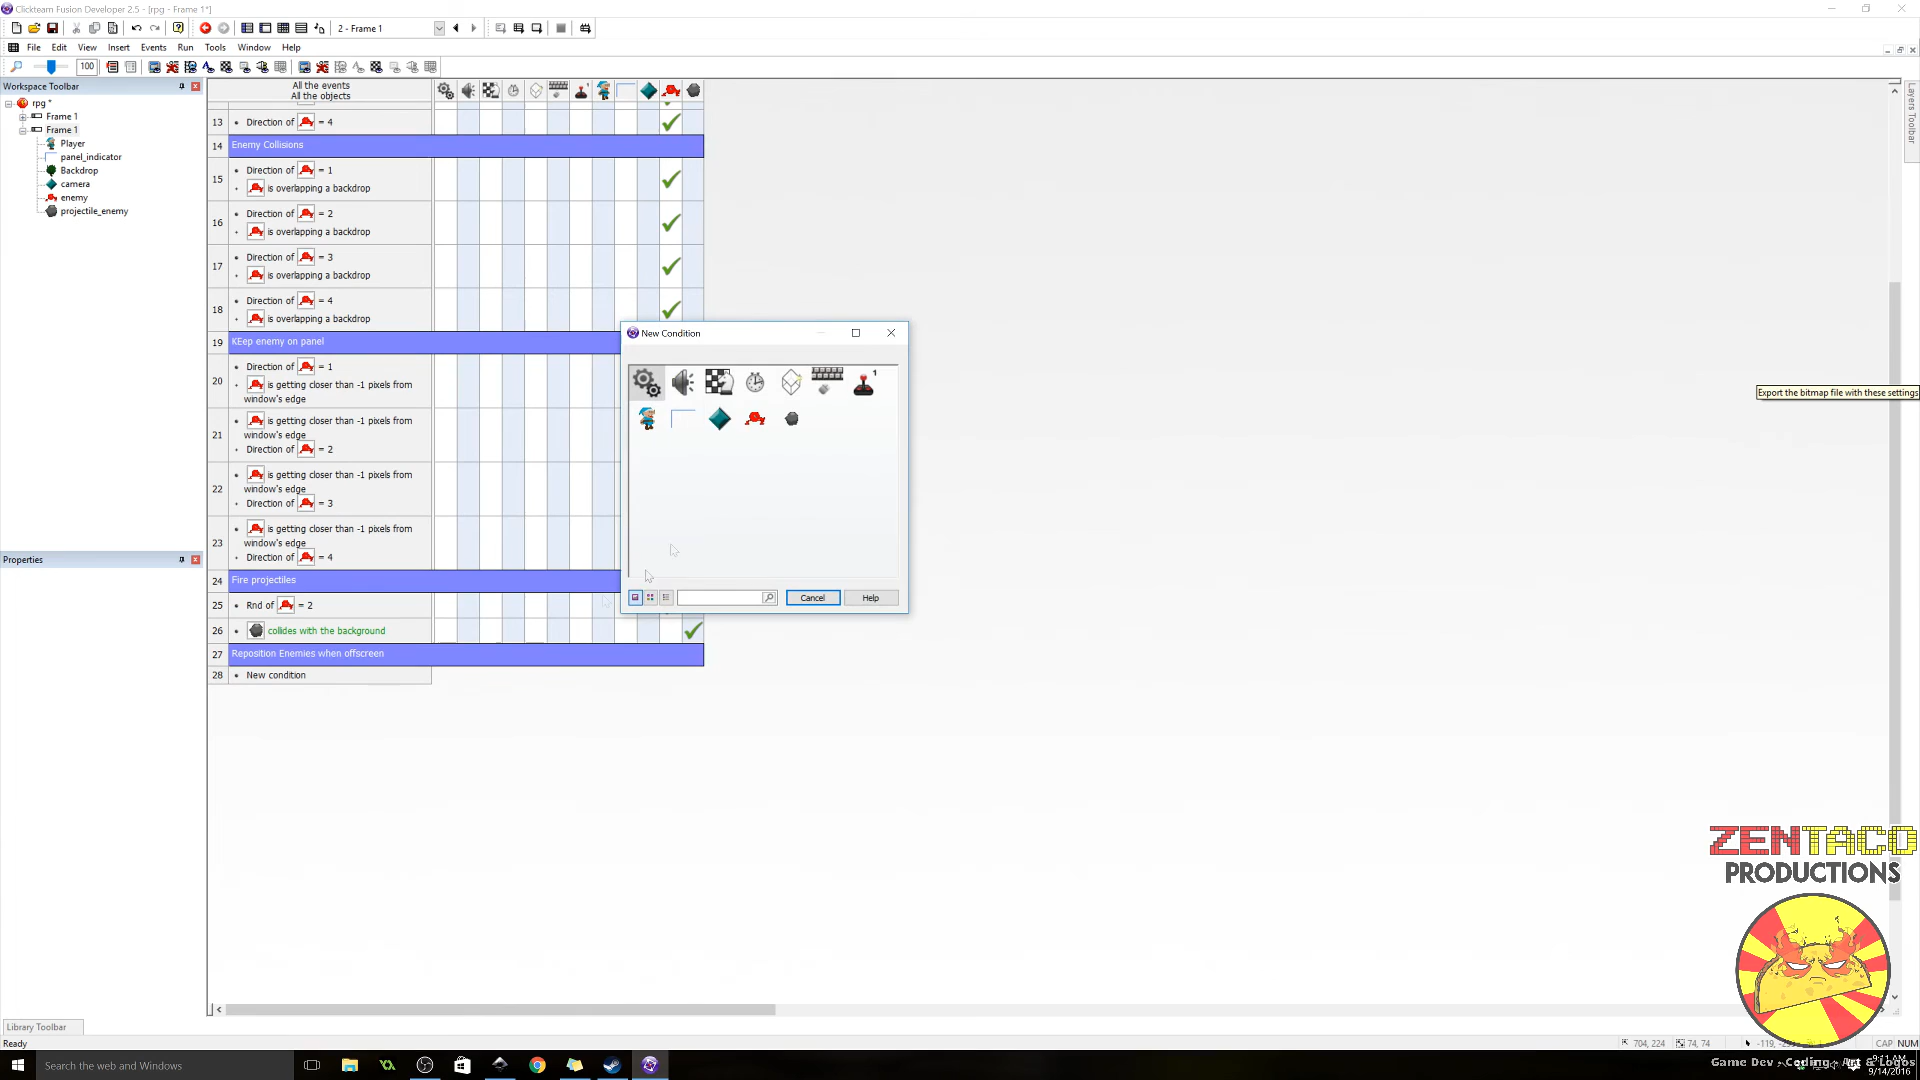 Clickteam Fusion Developer 2.5 - [rpg - Frame 1*]
2 - Frame 1
File Edit View Insert Events Run Tools Window Help
100
Workspace Toolbar
rpg *
Frame 1
Frame 1
Player
panel_indicator
Backdrop
camera
enemy
projectile_enemy
Properties
Library Toolbar
Ready
All the events
All the objects
13 • Direction of = 4
14 Enemy Collisions
15 • Direction of = 1
+ is overlapping a backdrop
16 • Direction of = 2
+ is overlapping a backdrop
17 • Direction of = 3
+ is overlapping a backdrop
18 • Direction of = 4
+ is overlapping a backdrop
19 KEep enemy on panel
20 • Direction of = 1
+ is getting closer than -1 pixels from
window's edge
21 • is getting closer than -1 pixels from
window's edge
+ Direction of = 2
22 • is getting closer than -1 pixels from
window's edge
+ Direction of = 3
23 • is getting closer than -1 pixels from
window's edge
+ Direction of = 4
24 Fire projectiles
25 • Rnd of = 2
26 • collides with the background
27 Reposition Enemies when offscreen
28 • New condition
New Condition
1
Cancel Help
Layers Toolbar
Export the bitmap file with these settings
ZENTACO
PRODUCTIONS
704, 224
74, 74
CAP NUM
Search the web and Windows
Game Dev - Coding - Art & Logos
9:11 AM
9/14/2016